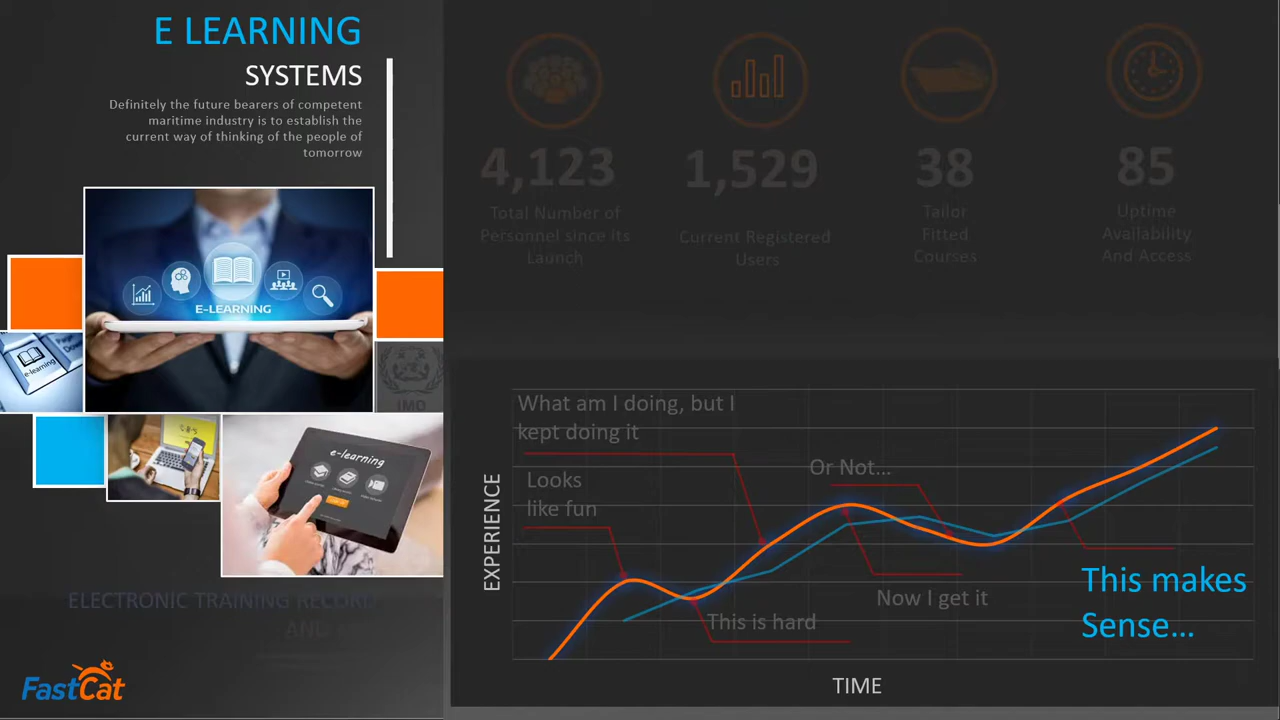 E LEARNING
SYSTEMS
Definitely the future bearers of competent
maritime industry is to establish the
current way of thinking of the people of
tomorrow
E-LEARNING
e-learning
IMO
e-learning
ELECTRONIC TRAINING RECORD
AND
FastCat
4,123
Total Number of
Personnel since its
Launch
1,529
Current Registered
Users
38
Tailor
Fitted
Courses
85
Uptime
Availability
And Access
What am I doing, but I
kept doing it
Looks
like fun
Or Not...
This is hard
Now I get it
This makes
Sense...
EXPERIENCE
TIME